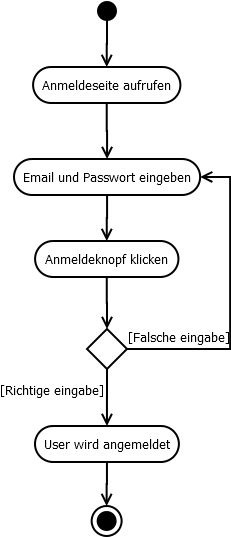 Anmeldeseite aufrufen
Email und Passwort eingeben
Anmeldeknopf klicken
[Falsche eingabe]
[Richtige eingabe]
User wird angemeldet